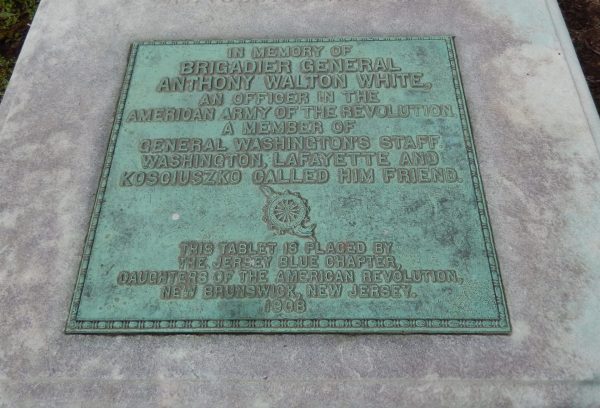 IN MEMORY OF
BRIGADIER GENERAL
ANTHONY WALTON WHITE,
AN OFFICER IN THE
AMERICAN ARMY OF THE REVOLUTION
A MEMBER OF
GENERAL WASHINGTON'S STAFF.
WASHINGTON, LAFAYETTE AND
KOSCIUSZKO CALLED HIM FRIEND.
THIS TABLET IS PLACED BY
THE JERSEY BLUE CHAPTER,
DAUGHTERS OF THE AMERICAN REVOLUTION,
NEW BRUNSWICK, NEW JERSEY.
1908